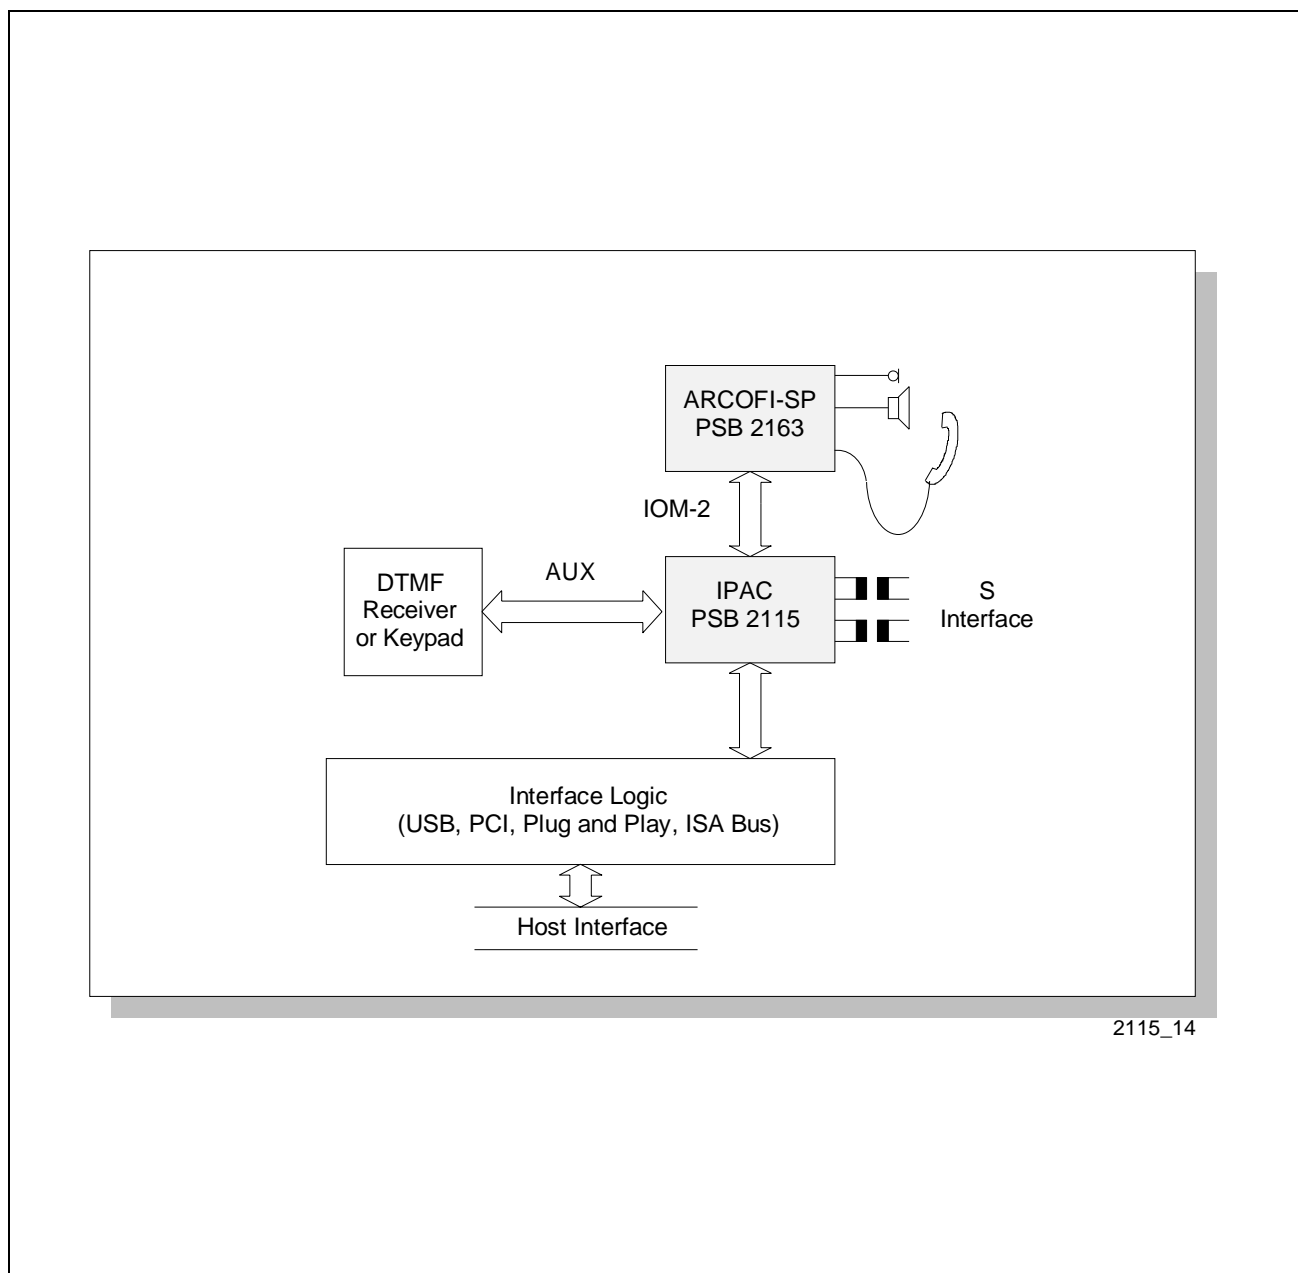 ARCOFI-SP
PSB 2163
IOM-2
DTMF
Receiver
or Keypad
AUX
IPAC
PSB 2115
S
Interface
Interface Logic
(USB, PCI, Plug and Play, ISA Bus)
Host Interface
2115_14